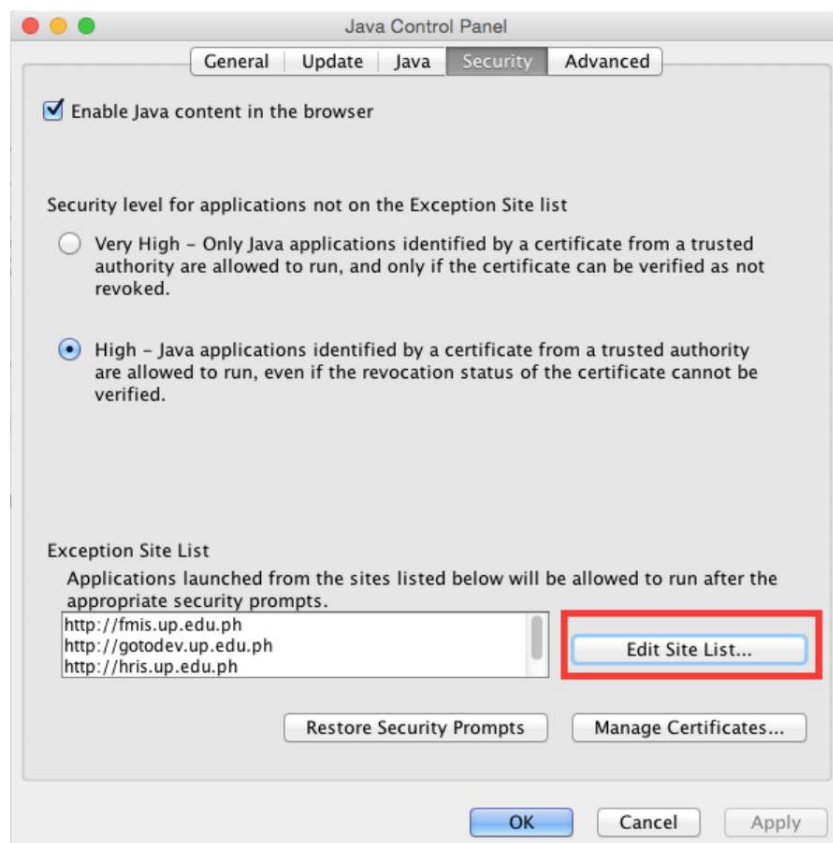 Java Control Panel
General Update Java Security Advanced
Enable Java content in the browser
Security level for applications not on the Exception Site list
Very High – Only Java applications identified by a certificate from a trusted
authority are allowed to run, and only if the certificate can be verified as not
revoked.
High – Java applications identified by a certificate from a trusted authority
are allowed to run, even if the revocation status of the certificate cannot be
verified.
Exception Site List
Applications launched from the sites listed below will be allowed to run after the
appropriate security prompts.
http://fmis.up.edu.ph
http://gotodev.up.edu.ph
http://hris.up.edu.ph
Edit Site List...
Restore Security Prompts Manage Certificates...
OK Cancel Apply